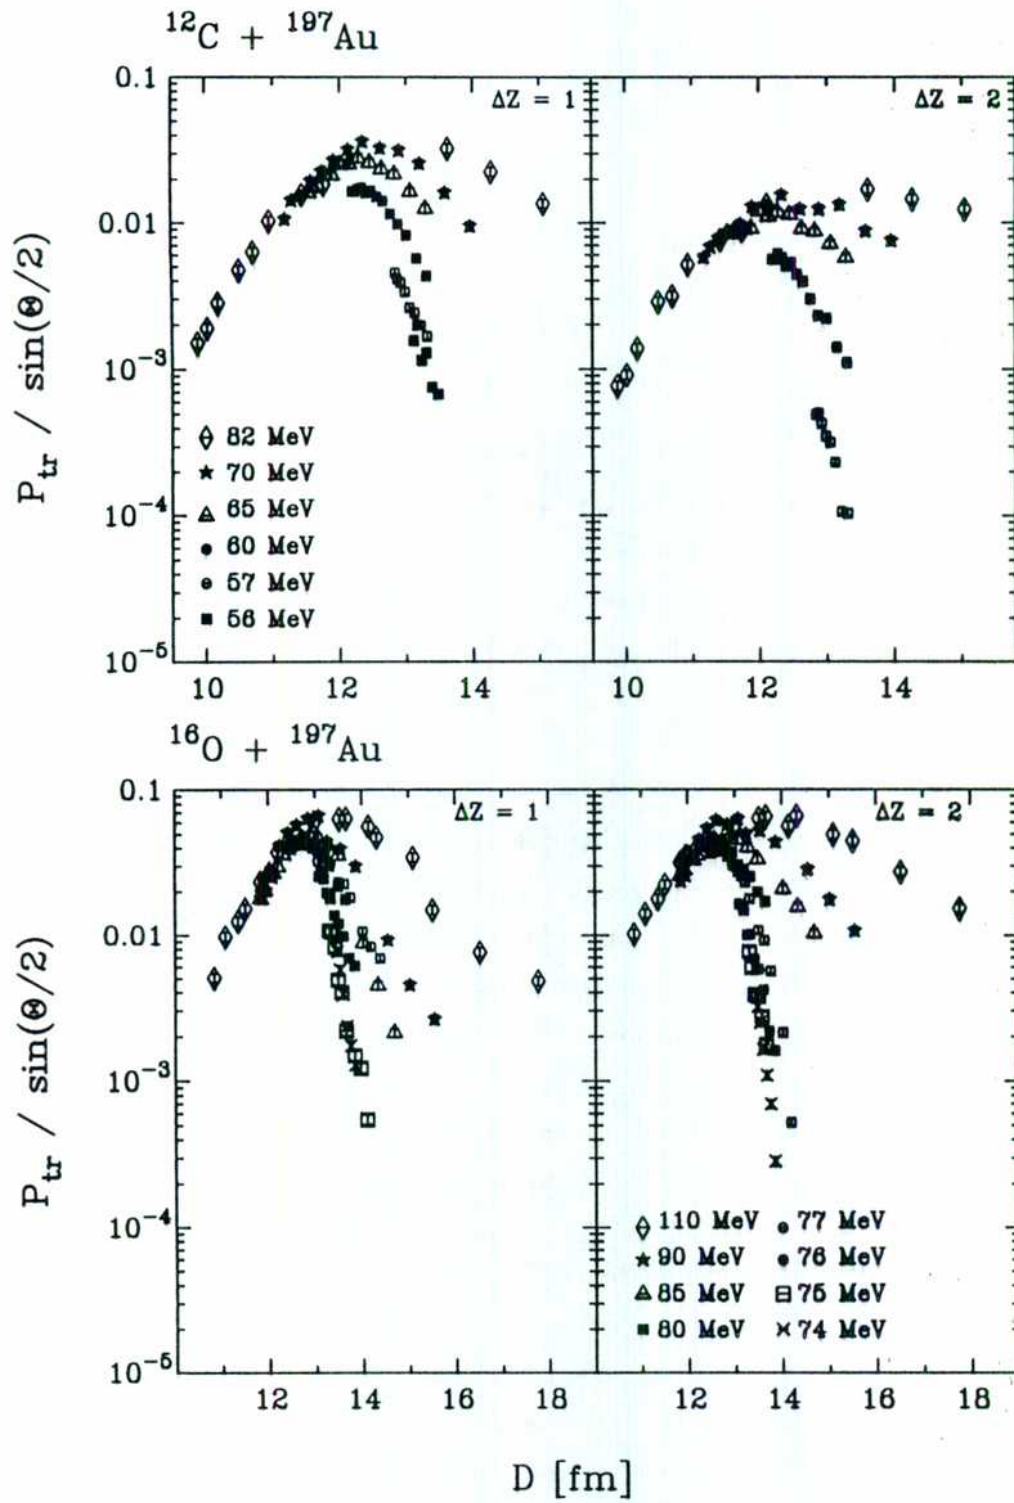 ¹²C + ¹⁹⁷Au
0.1
ΔZ = 1
ΔZ = 2
0.01
10⁻³
10⁻⁴
10⁻⁵
P_tr / sin(Θ/2)
82 MeV
70 MeV
65 MeV
60 MeV
57 MeV
56 MeV
10 12 14
10 12 14
¹⁶O + ¹⁹⁷Au
0.1
ΔZ = 1
ΔZ = 2
0.01
10⁻³
10⁻⁴
10⁻⁵
P_tr / sin(Θ/2)
110 MeV 77 MeV
90 MeV 76 MeV
85 MeV 75 MeV
80 MeV 74 MeV
12 14 16 18
12 14 16 18
D [fm]